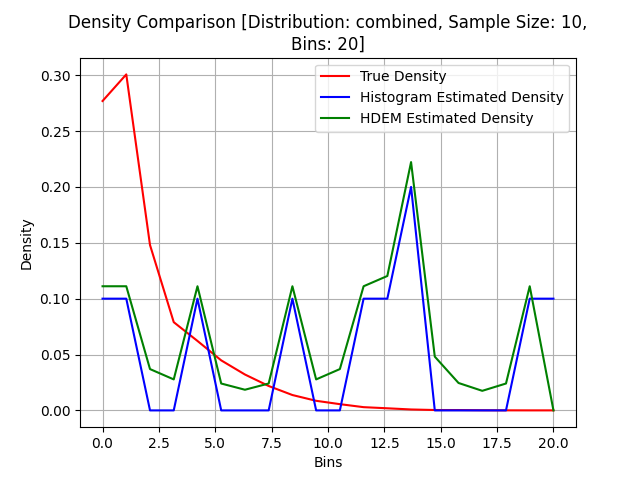 Density Comparison [Distribution: combined, Sample Size: 10,
Bins: 20]
True Density
Histogram Estimated Density
HDEM Estimated Density
Density
0.30
0.25
0.20
0.15
0.10
0.05
0.00
0.0 2.5 5.0 7.5 10.0 12.5 15.0 17.5 20.0
Bins